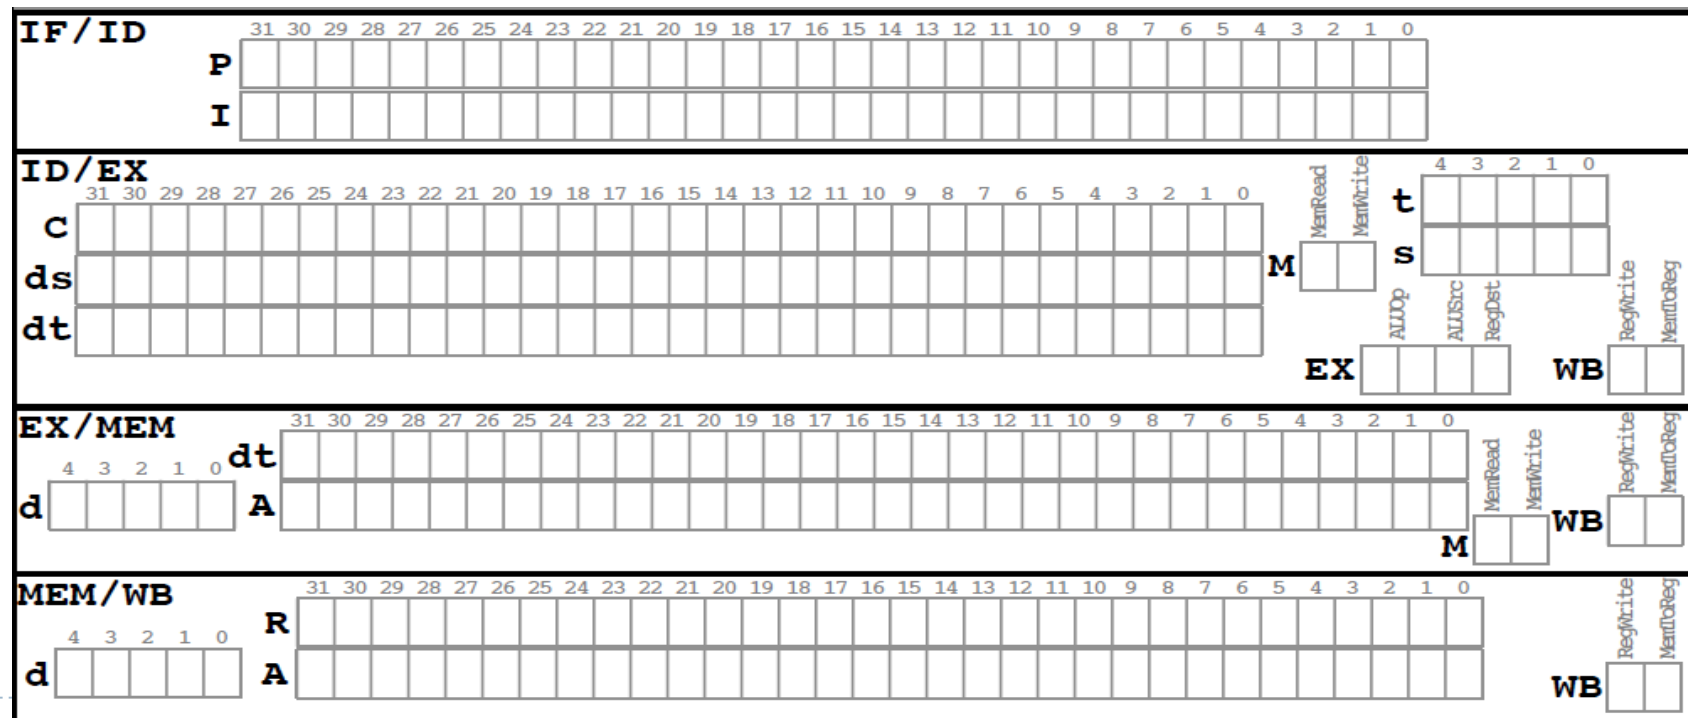 IF/ID
31 30 29 28 27 26 25 24 23 22 21 20 19 18 17 16 15 14 13 12 11 10 9 8 7 6 5 4 3 2 1 0
P
I
ID/EX
31 30 29 28 27 26 25 24 23 22 21 20 19 18 17 16 15 14 13 12 11 10 9 8 7 6 5 4 3 2 1 0
C
ds
dt
MemRead
MemWrite
M
4 3 2 1 0
t
s
ALUOp
ALUSrc
RegDst
EX
RegWrite
MemToReg
WB
EX/MEM
4 3 2 1 0
d
31 30 29 28 27 26 25 24 23 22 21 20 19 18 17 16 15 14 13 12 11 10 9 8 7 6 5 4 3 2 1 0
dt
A
MemRead
MemWrite
M
RegWrite
MemToReg
WB
MEM/WB
4 3 2 1 0
d
31 30 29 28 27 26 25 24 23 22 21 20 19 18 17 16 15 14 13 12 11 10 9 8 7 6 5 4 3 2 1 0
R
A
RegWrite
MemToReg
WB